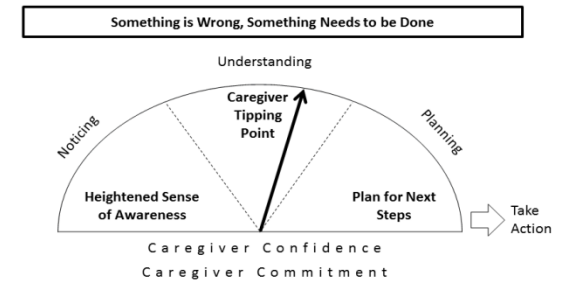 Something is Wrong, Something Needs to be Done
Understanding
Noticing
Planning
Caregiver
Tipping
Point
Heightened Sense
of Awareness
Plan for Next
Steps
Take
Action
Caregiver Confidence
Caregiver Commitment